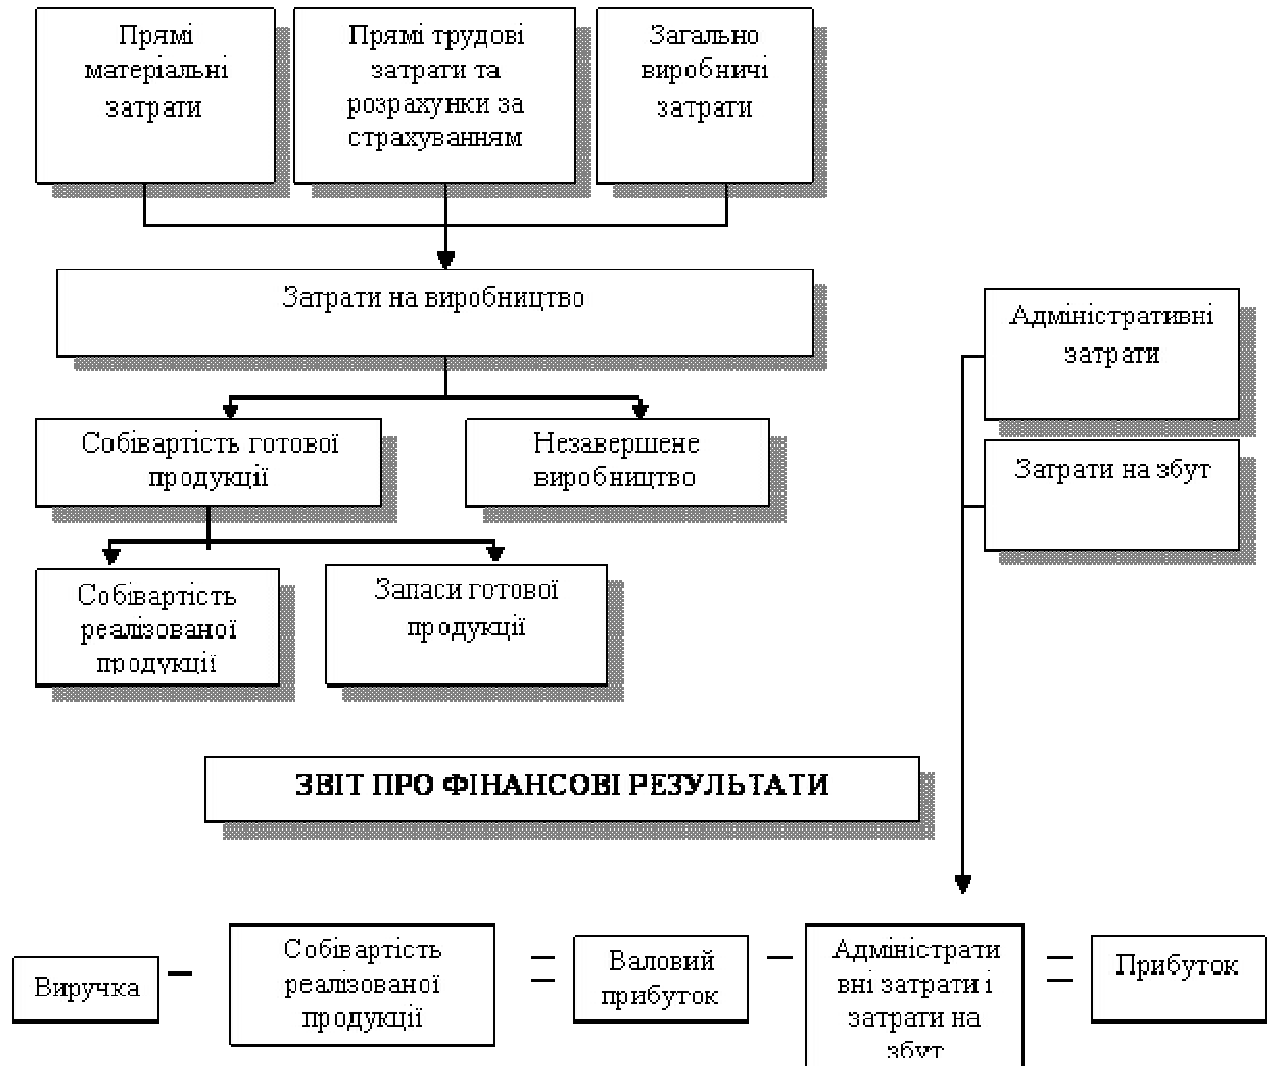 Прямі
матеріальні
затрати
Прямі трудові
затрати та
розрахунки за
страхуванням
Загально
виробничі
затрати
Затрати на виробництво
Адміністративні
затрати
Затрати на збут
Собівартість готової
продукції
Незавершене
виробництво
Собівартість
реалізованої
продукції
Запаси готової
продукції
ЗВІТ ПРО ФІНАНСОВІ РЕЗУЛЬТАТИ
Виручка
–
Собівартість
реалізованої
продукції
=
Валовий
прибуток
–
Адміністрати
вні затрати і
затрати на
збут
=
Прибуток